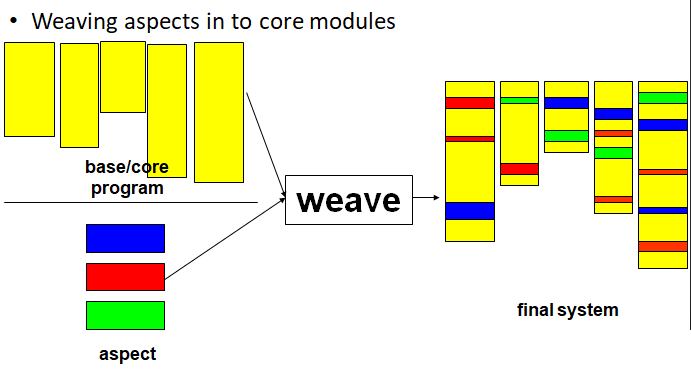 • Weaving aspects in to core modules
base/core
program
weave
final system
aspect